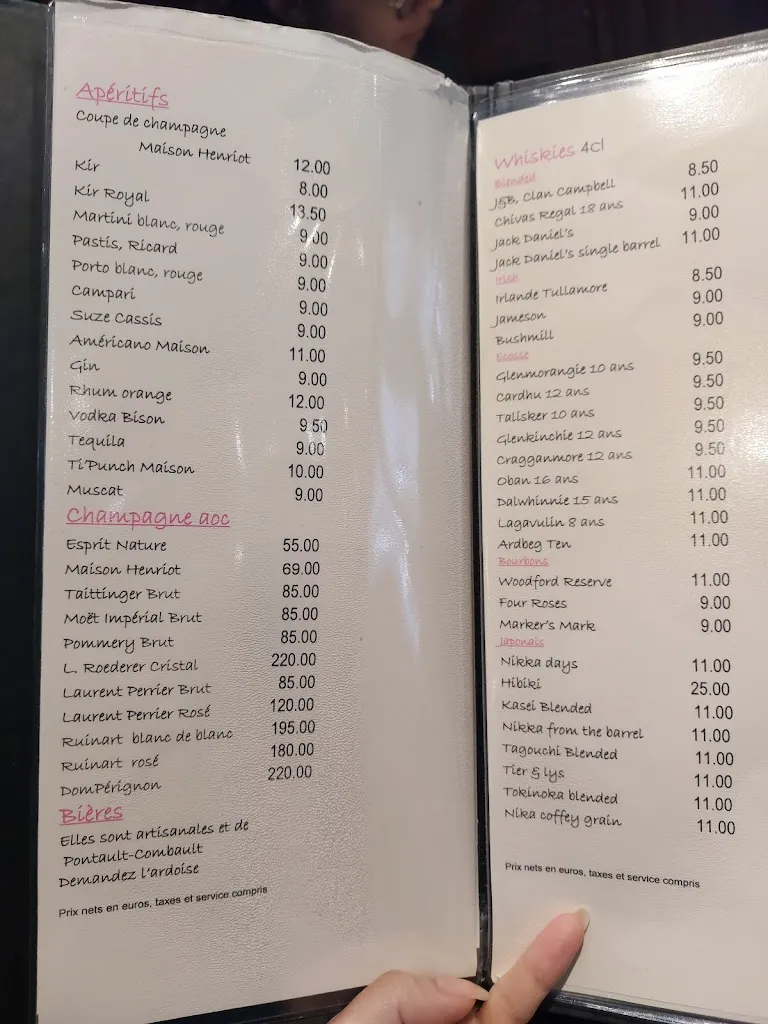 Apéritifs
Coupe de champagne
Maison Henriot 12.00
Kir 8.00
Kir Royal 13.50
Martini blanc, rouge 9.00
Pastis, Ricard 9.00
Porto blanc, rouge 9.00
Campari 9.00
Suze Cassis 9.00
Américano Maison 11.00
Gin 9.00
Rhum orange 12.00
Vodka Bison 9.50
Tequila 9.00
Ti'Punch Maison 10.00
Muscat 9.00
Champagne aoc
Esprit Nature 55.00
Maison Henriot 69.00
Taittinger Brut 85.00
Moët Impérial Brut 85.00
Pommery Brut 85.00
L. Roederer Cristal 220.00
Laurent Perrier Brut 85.00
Laurent Perrier Rosé 120.00
Ruinart blanc de blanc 195.00
Ruinart rosé 180.00
DomPérignon 220.00
Bières
Elles sont artisanales et de
Pontault-Combault
Demandez l'ardoise
Prix nets en euros, taxes et service compris
Whiskies 4cl
Blended
J&B, Clan Campbell 8.50
Chivas Regal 18 ans 11.00
Jack Daniel's 9.00
Jack Daniel's single barrel 11.00
Irish
Irlande Tullamore 8.50
Jameson 9.00
Bushmill 9.00
Ecosse
Glenmorangie 10 ans 9.50
Cardhu 12 ans 9.50
Talisker 10 ans 9.50
Glenkinchie 12 ans 9.50
Cragganmore 12 ans 9.50
Oban 16 ans 11.00
Dalwhinnie 15 ans 11.00
Lagavulin 8 ans 11.00
Ardbeg Ten 11.00
Bourbons
Woodford Reserve 11.00
Four Roses 9.00
Marker's Mark 9.00
Japonais
Nikka days 11.00
Hibiki 25.00
Kasei Blended 11.00
Nikka from the barrel 11.00
Tagouchi Blended 11.00
Tier & lys 11.00
Tokinoka blended 11.00
Nika coffey grain 11.00
Prix nets en euros, taxes et service compris